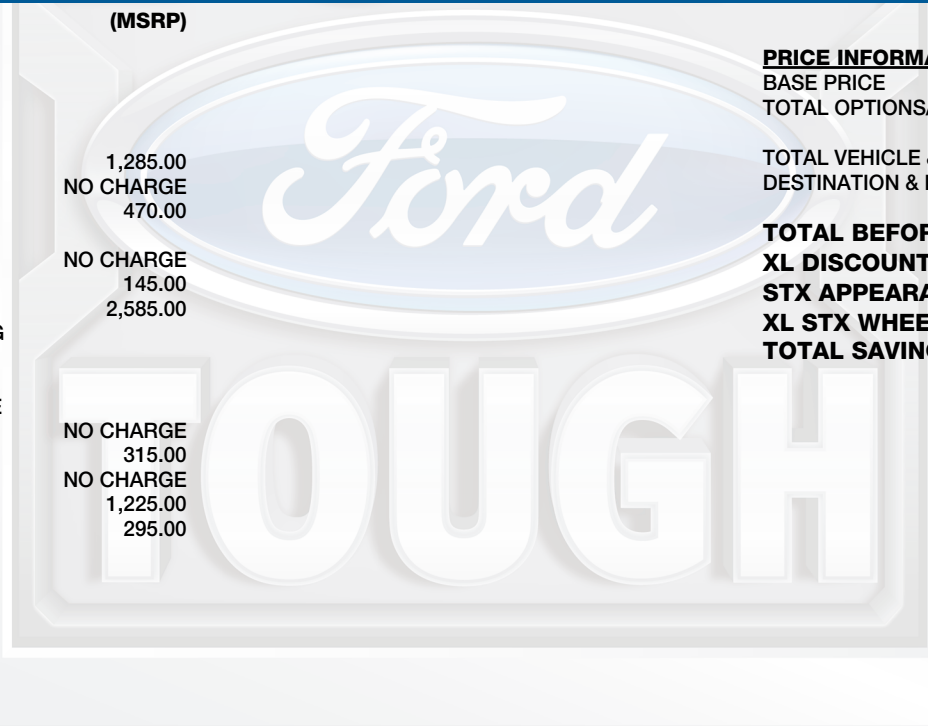 (MSRP)
1,285.00
NO CHARGE
470.00
NO CHARGE
145.00
2,585.00
NO CHARGE
315.00
NO CHARGE
1,225.00
295.00
Ford
TOUGH
PRICE INFORMA
BASE PRICE
TOTAL OPTIONS
TOTAL VEHICLE
DESTINATION &
TOTAL BEFOR
XL DISCOUNT
STX APPEARA
XL STX WHEE
TOTAL SAVIN